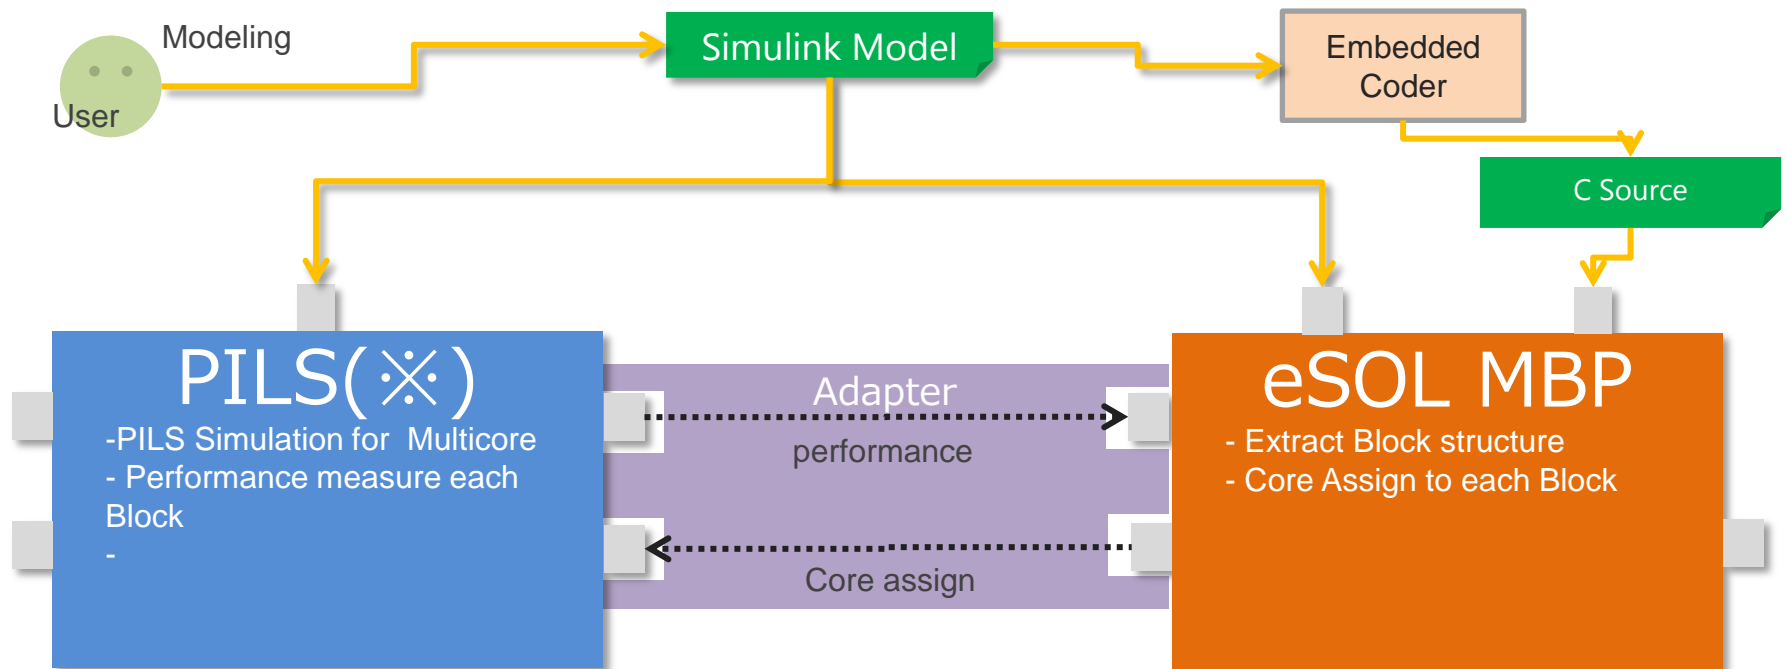 Modeling
User
Simulink Model
Embedded
Coder
C Source
PILS(※)
-PILS Simulation for  Multicore
- Performance measure each
Block
-
Adapter
performance
Core assign
eSOL MBP
- Extract Block structure
- Core Assign to each Block